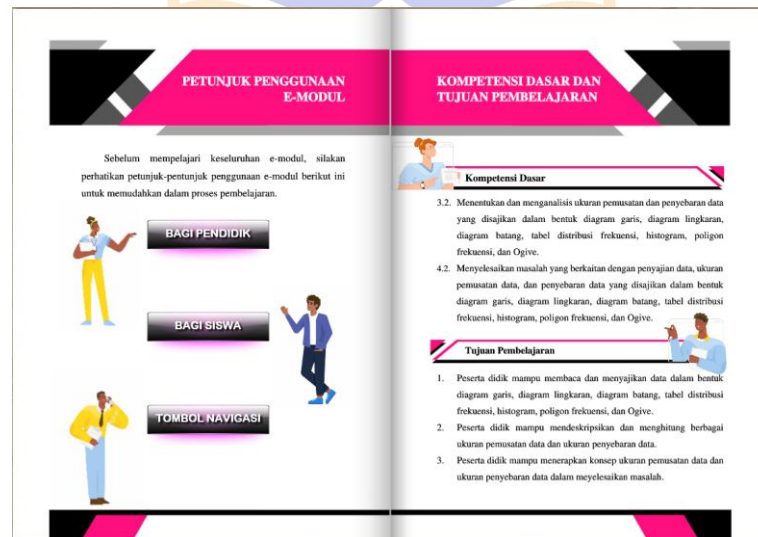 PETUNJUK PENGGUNAAN
E-MODUL
Sebelum mempelajari keseluruhan e-modul, silakan
perhatikan petunjuk-pentunjuk penggunaan e-modul berikut ini
untuk memudahkan dalam proses pembelajaran.
BAGI PENDIDIK
BAGI SISWA
TOMBOL NAVIGASI
KOMPETENSI DASAR DAN
TUJUAN PEMBELAJARAN
Kompetensi Dasar
3.2. Menentukan dan menganalisis ukuran pemusatan dan penyebaran data
yang disajikan dalam bentuk diagram garis, diagram lingkaran,
diagram batang, tabel distribusi frekuensi, histogram, poligon
frekuensi, dan Ogive.
4.2. Menyelesaikan masalah yang berkaitan dengan penyajian data, ukuran
pemusatan data, dan penyebaran data yang disajikan dalam bentuk
diagram garis, diagram lingkaran, diagram batang, tabel distribusi
frekuensi, histogram, poligon frekuensi, dan Ogive.
Tujuan Pembelajaran
1. Peserta didik mampu membaca dan menyajikan data dalam bentuk
diagram garis, diagram lingkaran, diagram batang, tabel distribusi
frekuensi, histogram, poligon frekuensi, dan Ogive.
2. Peserta didik mampu mendeskripsikan dan menghitung berbagai
ukuran pemusatan data dan ukuran penyebaran data.
3. Peserta didik mampu menerapkan konsep ukuran pemusatan data dan
ukuran penyebaran data dalam meyelesaikan masalah.